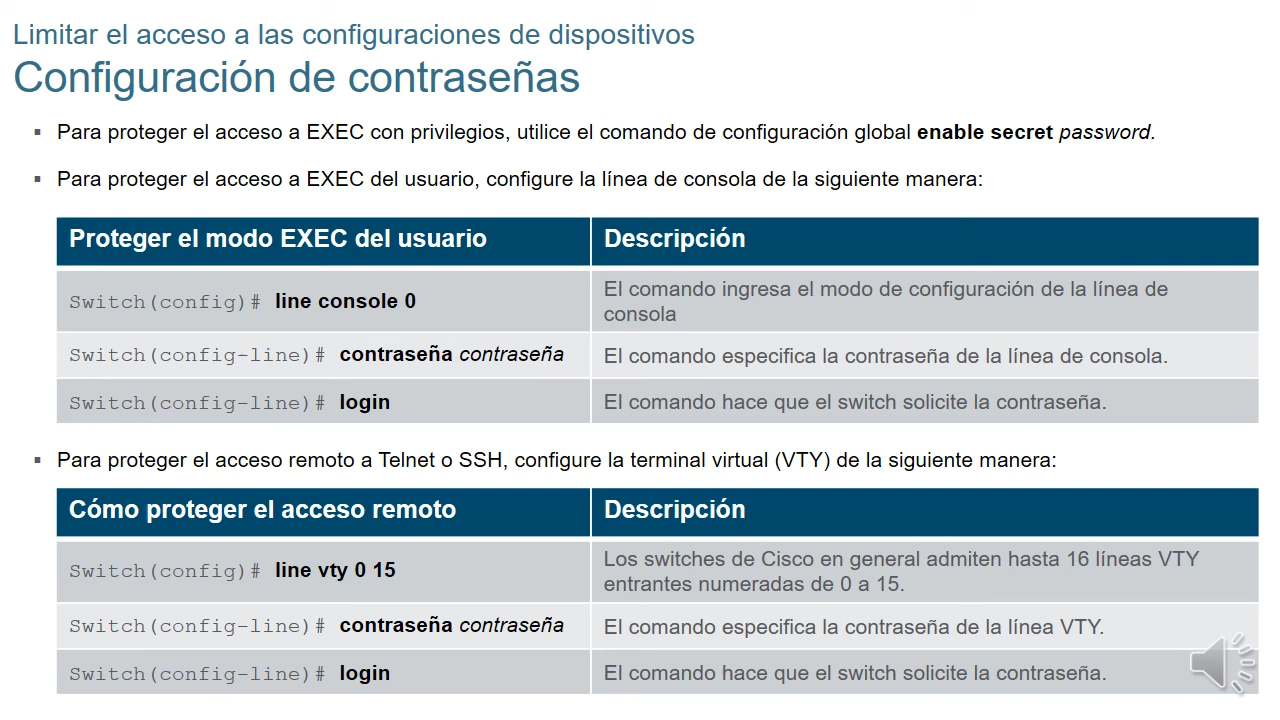 Limitar el acceso a las configuraciones de dispositivos
Configuración de contraseñas
▪ Para proteger el acceso a EXEC con privilegios, utilice el comando de configuración global enable secret password.
▪ Para proteger el acceso a EXEC del usuario, configure la línea de consola de la siguiente manera:
Proteger el modo EXEC del usuario
Descripción
Switch(config)# line console 0
El comando ingresa el modo de configuración de la línea de
consola
Switch(config-line)# contraseña contraseña
El comando especifica la contraseña de la línea de consola.
Switch(config-line)# login
El comando hace que el switch solicite la contraseña.
▪ Para proteger el acceso remoto a Telnet o SSH, configure la terminal virtual (VTY) de la siguiente manera:
Cómo proteger el acceso remoto
Descripción
Switch(config)# line vty 0 15
Los switches de Cisco en general admiten hasta 16 líneas VTY
entrantes numeradas de 0 a 15.
Switch(config-line)# contraseña contraseña
El comando especifica la contraseña de la línea VTY.
Switch(config-line)# login
El comando hace que el switch solicite la contraseña.